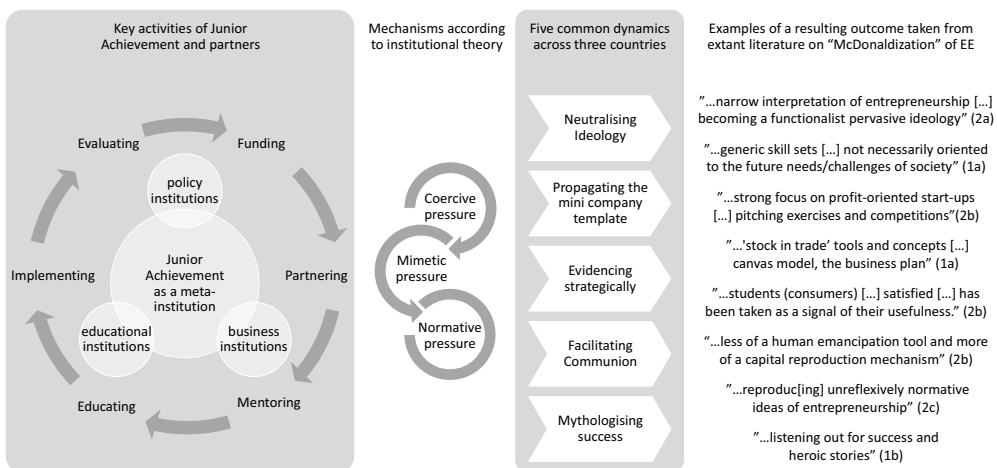 Key activities of Junior
Achievement and partners
Evaluating
Funding
policy
institutions
Implementing
Junior
Achievement
as a meta-
institution
Partnering
educational
institutions
business
institutions
Educating
Mentoring
Mechanisms according
to institutional theory
Coercive
pressure
Mimetic
pressure
Normative
pressure
Five common dynamics
across three countries
Neutralising
Ideology
Propagating the
mini company
template
Evidencing
strategically
Facilitating
Communion
Mythologising
success
Examples of a resulting outcome taken from
extant literature on “McDonaldization” of EE
”…narrow interpretation of entrepreneurship […]
becoming a functionalist pervasive ideology” (2a)
”…generic skill sets […] not necessarily oriented
to the future needs/challenges of society” (1a)
”…strong focus on profit-oriented start-ups
[…] pitching exercises and competitions”(2b)
”…'stock in trade’ tools and concepts […]
canvas model, the business plan” (1a)
”…students (consumers) […] satisfied […] has
been taken as a signal of their usefulness.” (2b)
“…less of a human emancipation tool and more
of a capital reproduction mechanism” (2b)
”…reproduc[ing] unreflexively normative
ideas of entrepreneurship” (2c)
”…listening out for success and
heroic stories” (1b)